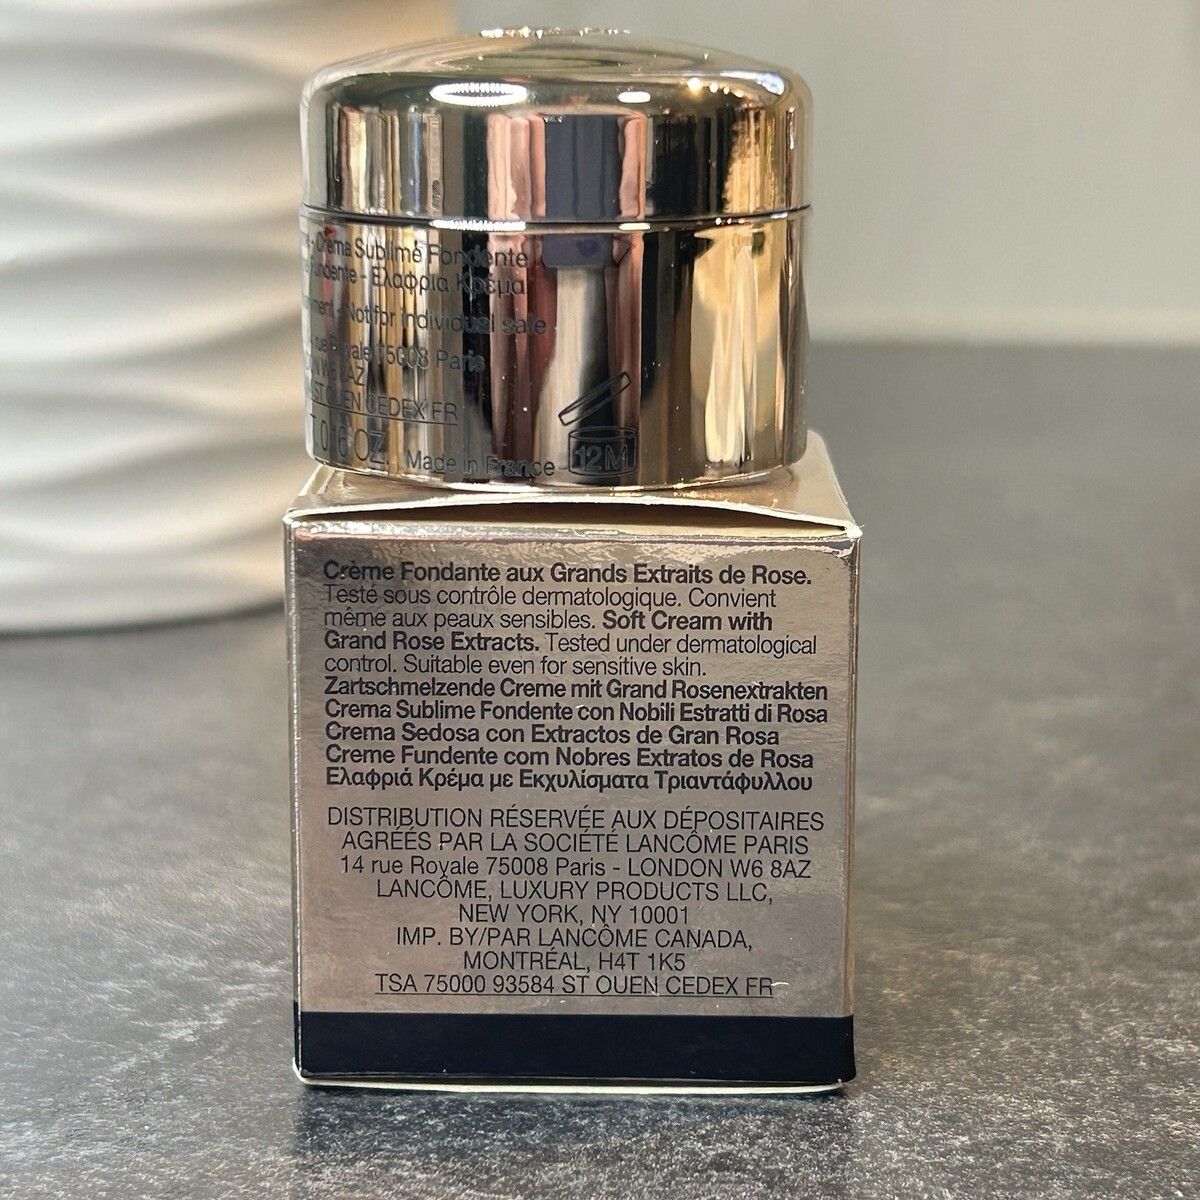 Crema Sublime Fondente
Fondente - Ελαφριά Κρέμα
Not for individual sale
rue Royale 75008 Paris
W6 8AZ
ST OUEN CEDEX FR
0.16 OZ. Made in France 12M
Crème Fondante aux Grands Extraits de Rose.
Testé sous contrôle dermatologique. Convient
même aux peaux sensibles. Soft Cream with
Grand Rose Extracts. Tested under dermatological
control. Suitable even for sensitive skin.
Zartschmelzende Creme mit Grand Rosenextrakten
Crema Sublime Fondente con Nobili Estratti di Rosa
Crema Sedosa con Extractos de Gran Rosa
Creme Fundente com Nobres Extratos de Rosa
Ελαφριά Κρέμα με Εκχυλίσματα Τριαντάφυλλου
DISTRIBUTION RÉSERVÉE AUX DÉPOSITAIRES
AGRÉÉS PAR LA SOCIÉTÉ LANCÔME PARIS
14 rue Royale 75008 Paris - LONDON W6 8AZ
LANCÔME, LUXURY PRODUCTS LLC,
NEW YORK, NY 10001
IMP. BY/PAR LANCÔME CANADA,
MONTRÉAL, H4T 1K5
TSA 75000 93584 ST OUEN CEDEX FR